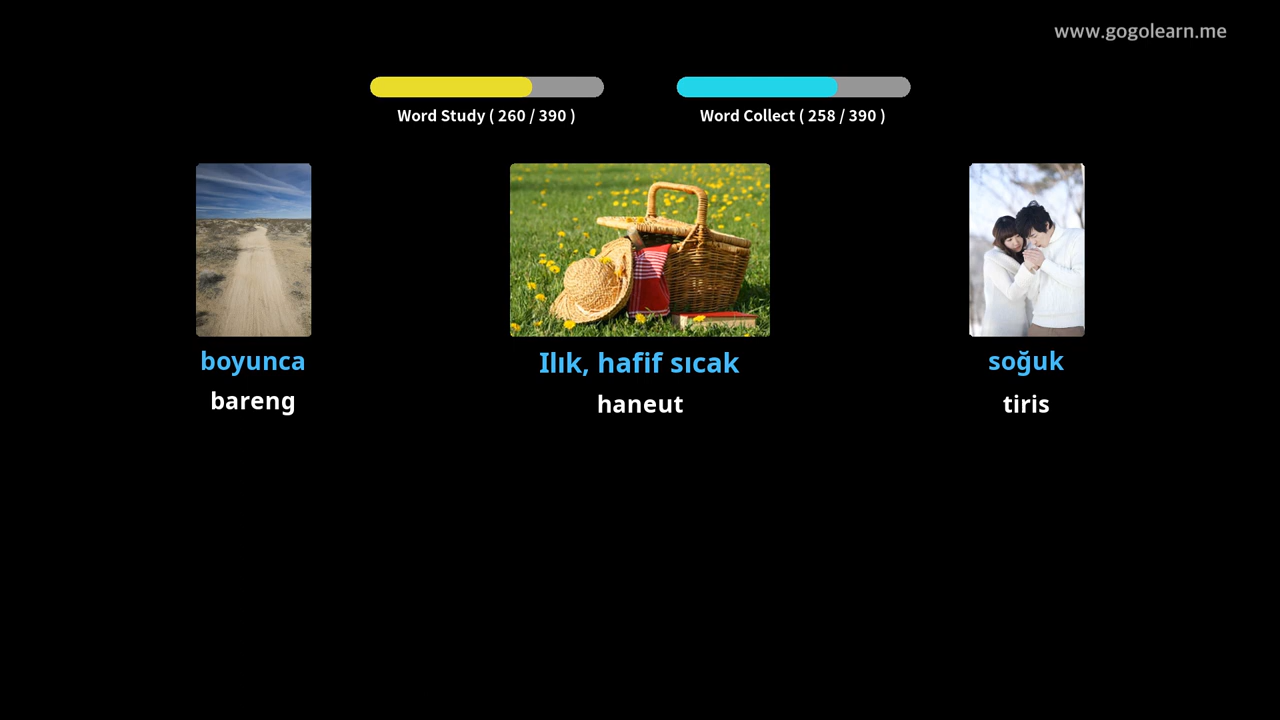 www.gogolearn.me
Word Study ( 260 / 390 )
Word Collect ( 258 / 390 )
boyunca
bareng
Ilık, hafif sıcak
haneut
soğuk
tiris